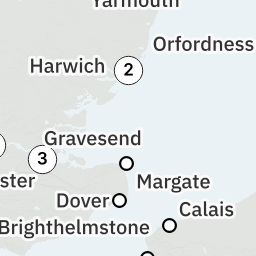 Yarmouth
Orfordness
Harwich
2
Gravesend
3
Margate
ster
Dover
Calais
Brighthelmstone